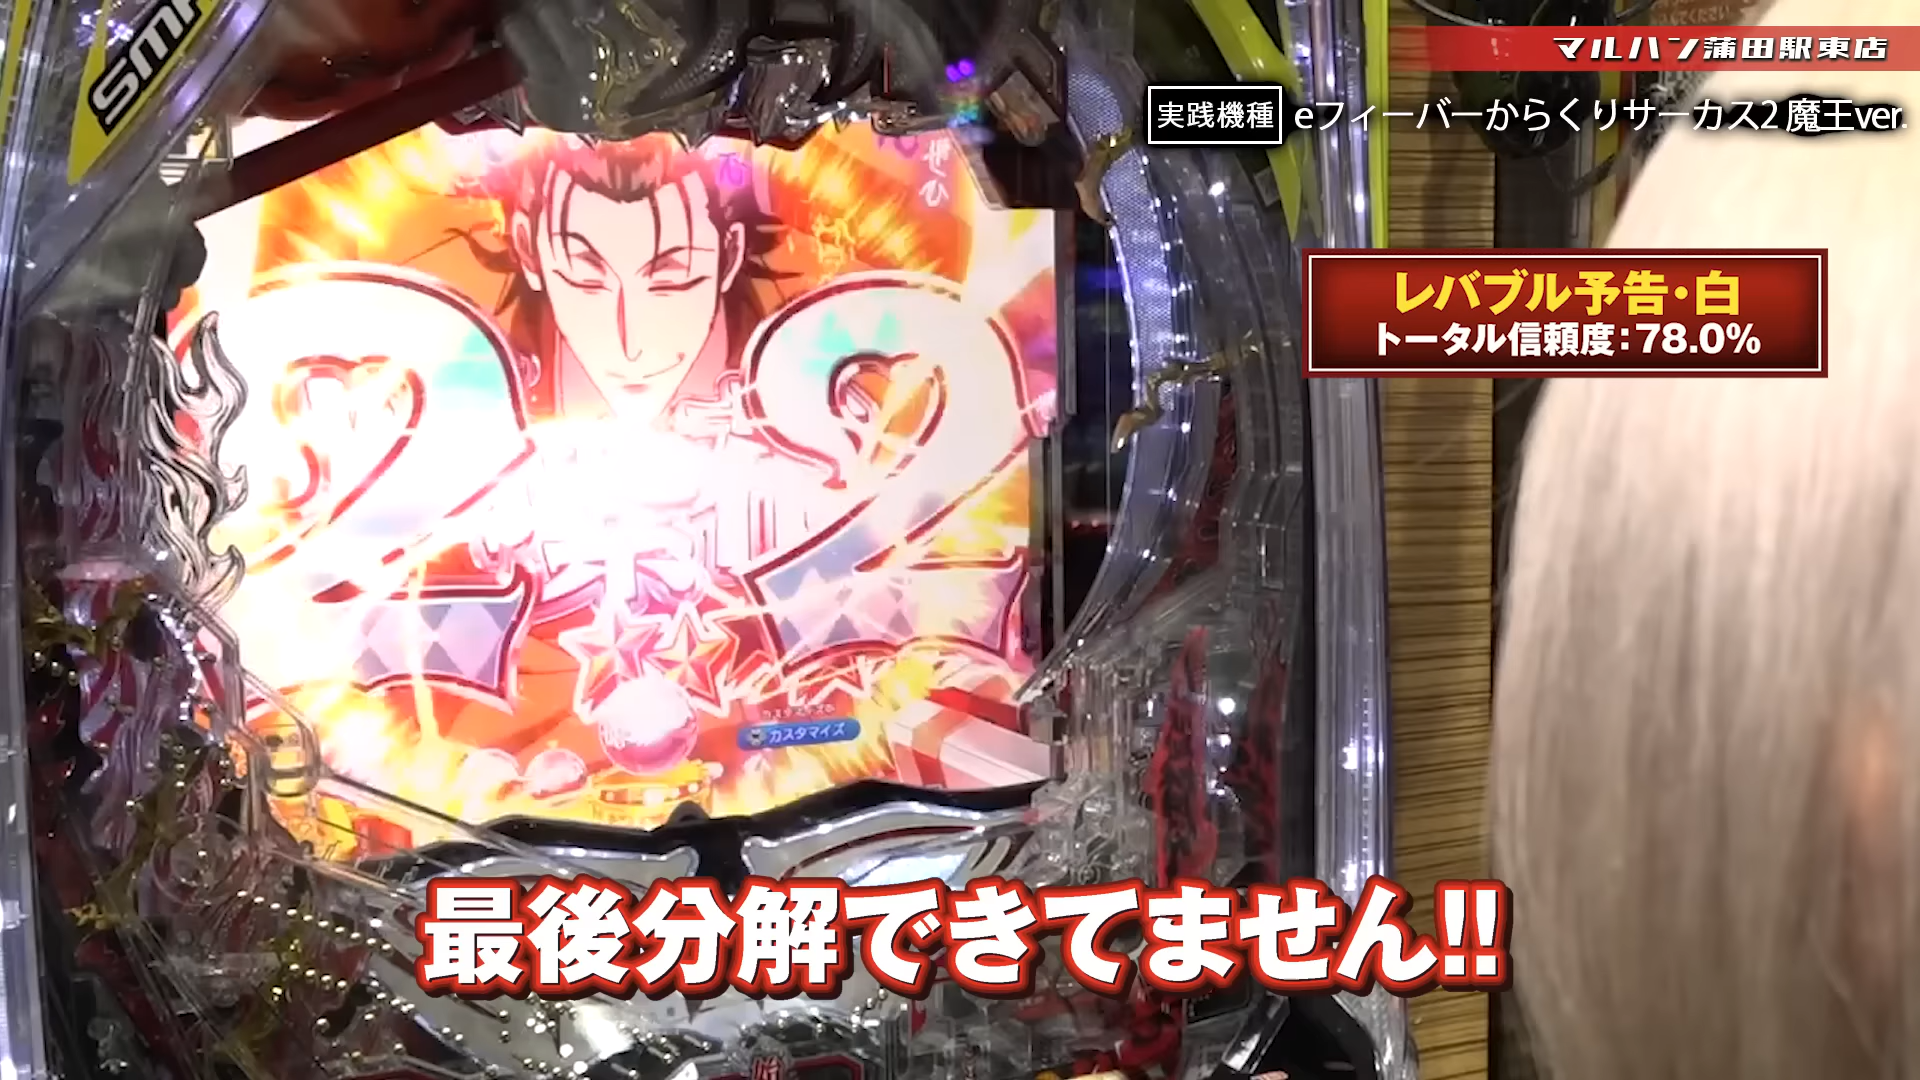 マルハン蒲田駅東店
実践機種 eフィーバーからくりサーカス2 魔王ver.
レバブル予告・白
トータル信頼度：78.0%
2 2
カスタマイズ
最後分解できてません!!